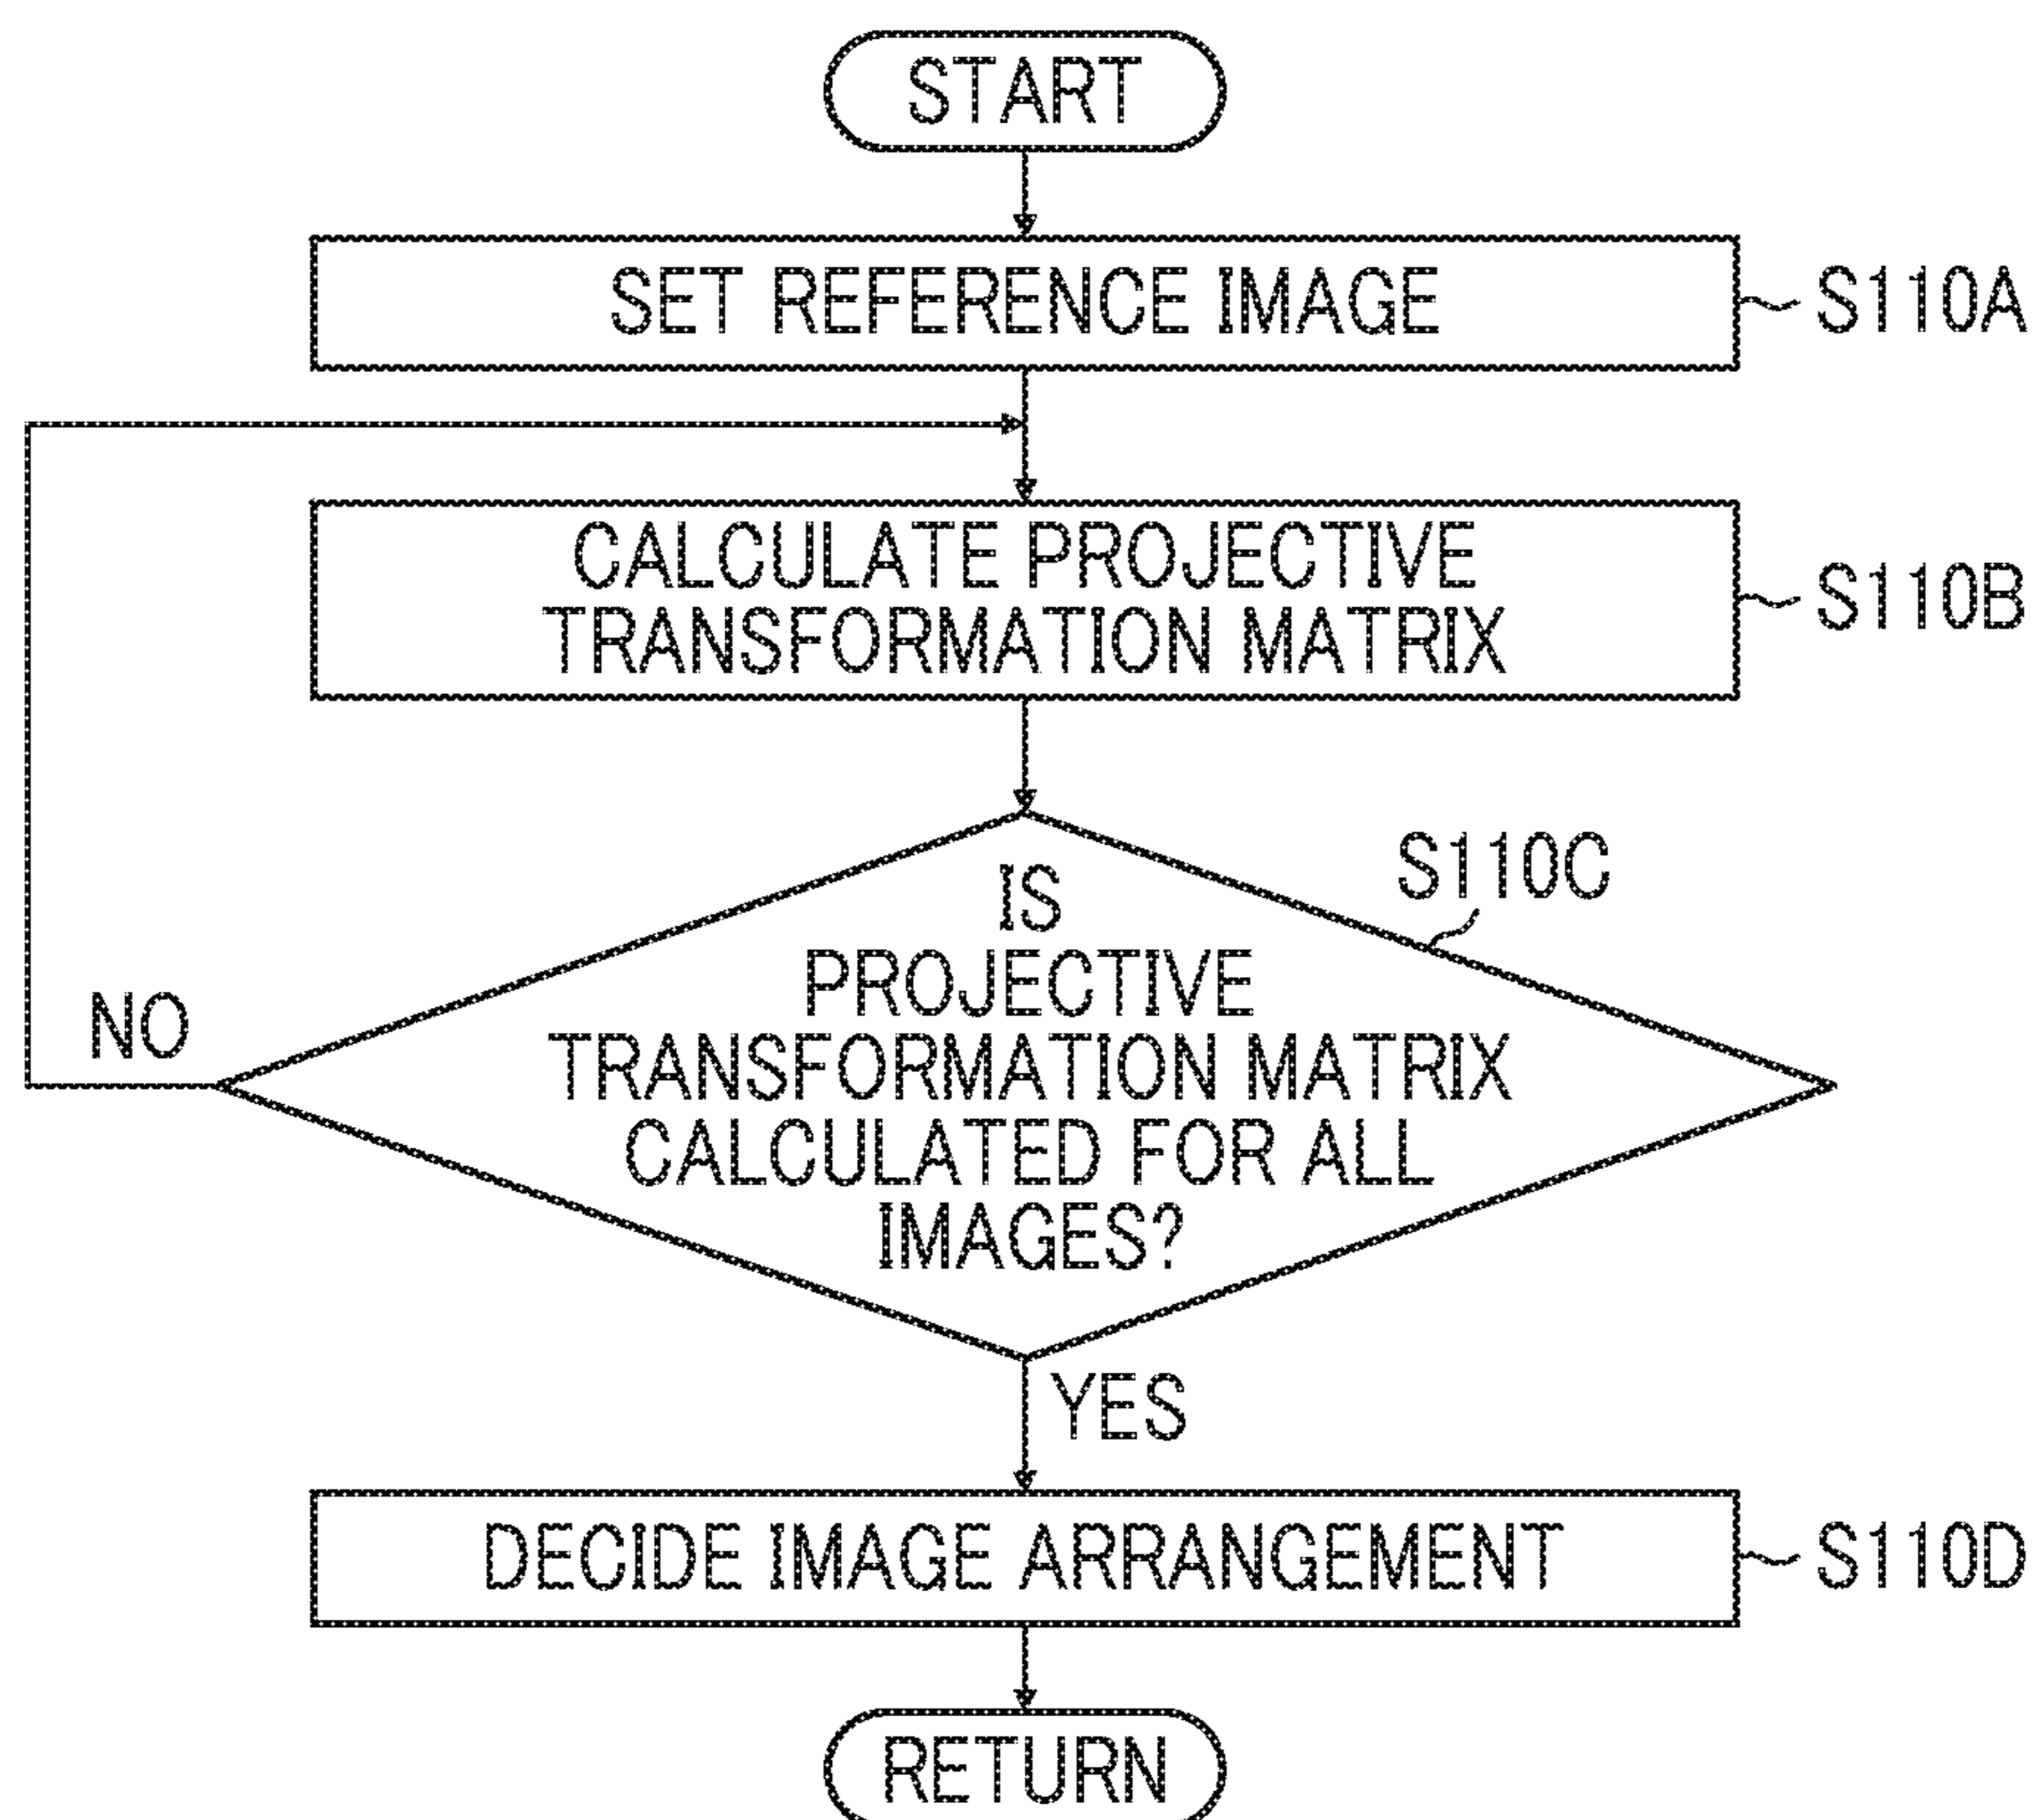 START
SET REFERENCE IMAGE
S110A
CALCULATE PROJECTIVE
TRANSFORMATION MATRIX
S110B
S110C
IS
PROJECTIVE
TRANSFORMATION MATRIX
CALCULATED FOR ALL
IMAGES?
NO
YES
DECIDE IMAGE ARRANGEMENT
S110D
RETURN